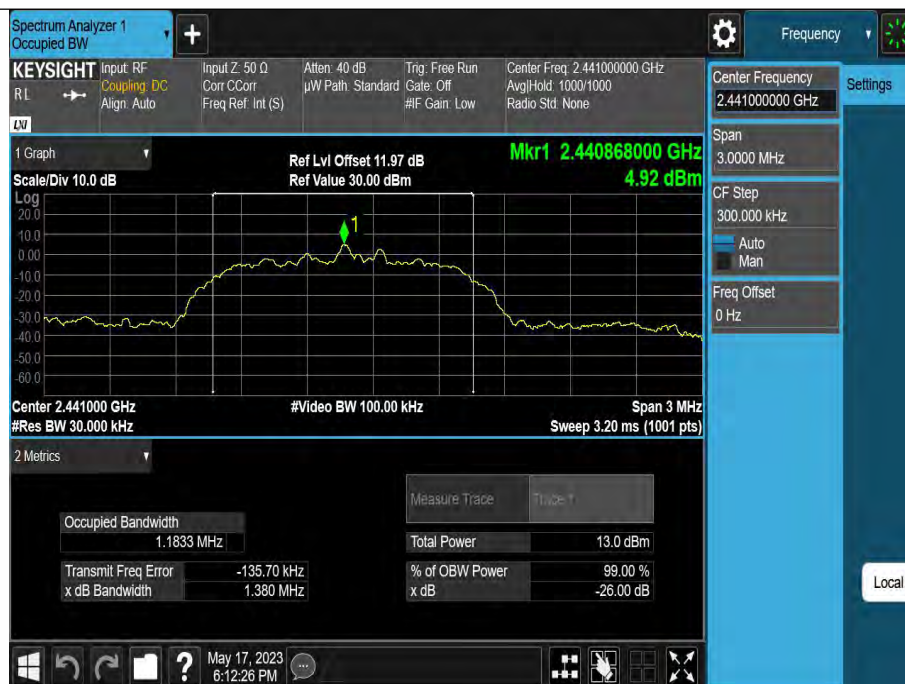 Spectrum Analyzer 1
Occupied BW
+
Frequency
KEYSIGHT
RL
LXI
Input: RF
Coupling: DC
Align: Auto
Input Z: 50 Ω
Corr CCorr
Freq Ref: Int (S)
Atten: 40 dB
µW Path: Standard
Trig: Free Run
Gate: Off
#IF Gain: Low
Center Freq: 2.441000000 GHz
Avg|Hold: 1000/1000
Radio Std: None
1 Graph
Scale/Div 10.0 dB
Ref Lvl Offset 11.97 dB
Ref Value 30.00 dBm
Mkr1 2.440868000 GHz
4.92 dBm
Log
20.0
10.0
0.00
-10.0
-20.0
-30.0
-40.0
-50.0
-60.0
1
Center 2.441000 GHz
#Res BW 30.000 kHz
#Video BW 100.00 kHz
Span 3 MHz
Sweep 3.20 ms (1001 pts)
2 Metrics
Measure Trace Trace 1
Occupied Bandwidth
1.1833 MHz
Total Power 13.0 dBm
Transmit Freq Error -135.70 kHz
% of OBW Power 99.00 %
x dB Bandwidth 1.380 MHz
x dB -26.00 dB
Center Frequency
2.441000000 GHz
Settings
Span
3.0000 MHz
CF Step
300.000 kHz
Auto
Man
Freq Offset
0 Hz
Local
?
May 17, 2023
6:12:26 PM